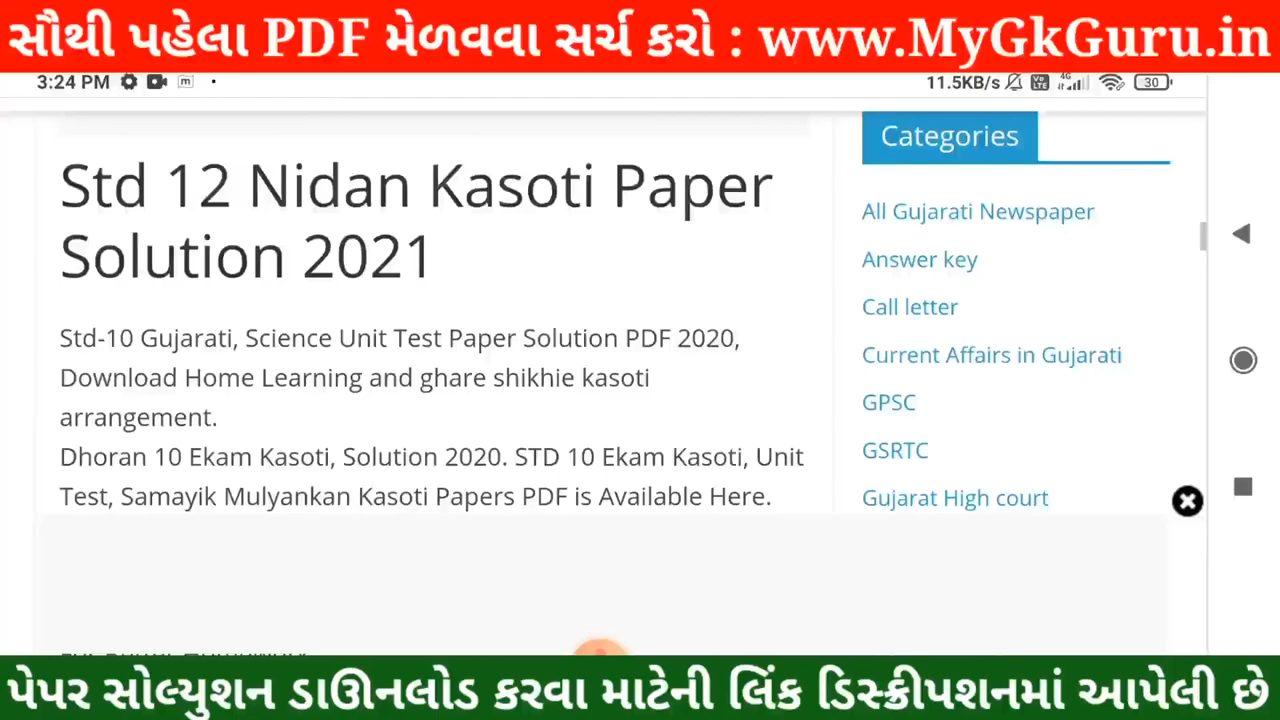 સૌથી પહેલા PDF મેળવવા સર્ચ કરો : www.MyGkGuru.in
3:24 PM
11.5KB/s
4G
Vo LTE
30
Categories
Std 12 Nidan Kasoti Paper
Solution 2021
Std-10 Gujarati, Science Unit Test Paper Solution PDF 2020,
Download Home Learning and ghare shikhie kasoti
arrangement.
Dhoran 10 Ekam Kasoti, Solution 2020. STD 10 Ekam Kasoti, Unit
Test, Samayik Mulyankan Kasoti Papers PDF is Available Here.
All Gujarati Newspaper
Answer key
Call letter
Current Affairs in Gujarati
GPSC
GSRTC
Gujarat High court
પેપર સોલ્યુશન ડાઊનલોડ કરવા માટેની લિંક ડિસ્ક્રીપશનમાં આપેલી છે